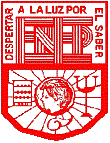 DESPERTAR
A LA LUZ POR
EL SABER
ENP